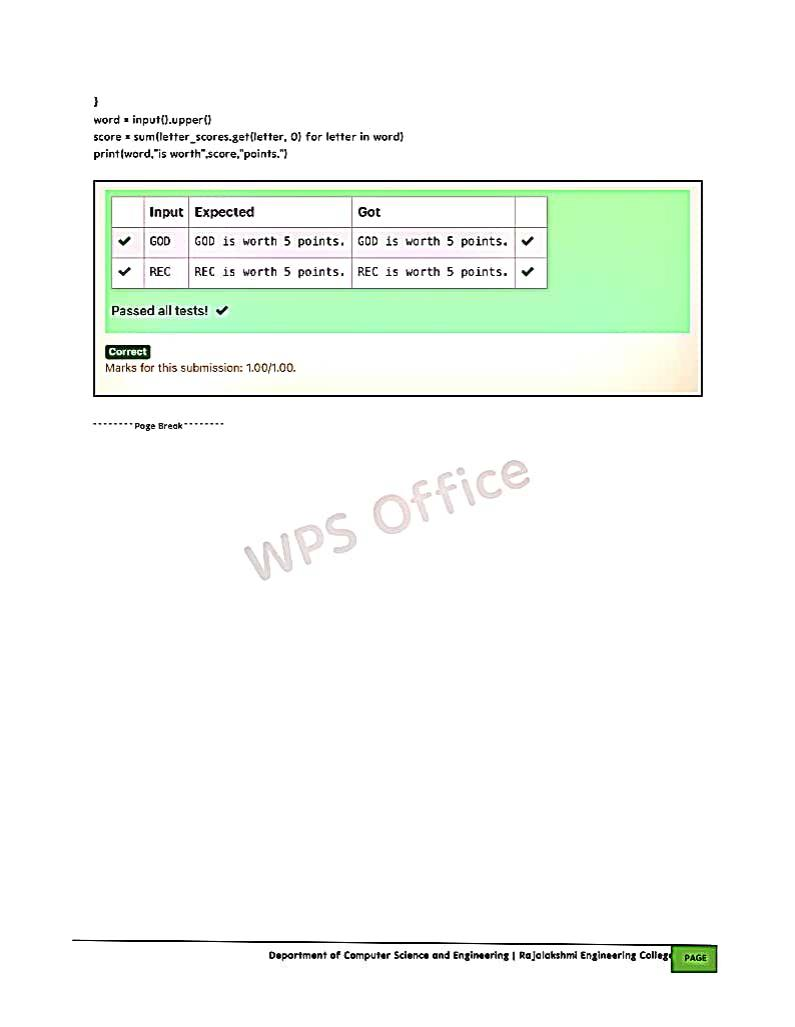 }
word = input().upper()
score = sum(letter_scores.get(letter, 0) for letter in word)
print(word,"is worth",score,"points.")
Input Expected Got
✔ GOD GOD is worth 5 points. GOD is worth 5 points. ✔
✔ REC REC is worth 5 points. REC is worth 5 points. ✔
Passed all tests! ✔
Correct
Marks for this submission: 1.00/1.00.
--------Page Break--------
WPS Office
Department of Computer Science and Engineering | Rajalakshmi Engineering College
PAGE